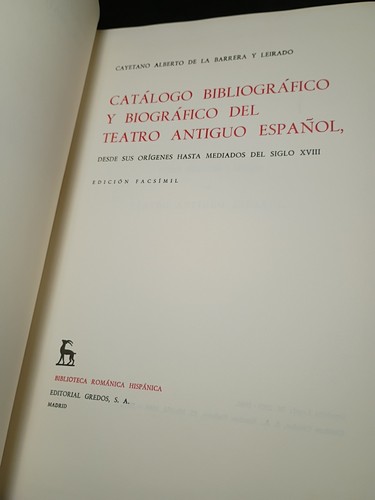 CAYETANO ALBERTO DE LA BARRERA Y LEIRADO
CATÁLOGO BIBLIOGRÁFICO
Y BIOGRÁFICO DEL
TEATRO ANTIGUO ESPAÑOL,
DESDE SUS ORÍGENES HASTA MEDIADOS DEL SIGLO XVIII
EDICIÓN FACSÍMIL
BIBLIOTECA ROMÁNICA HISPÁNICA
EDITORIAL GREDOS, S. A.
MADRID